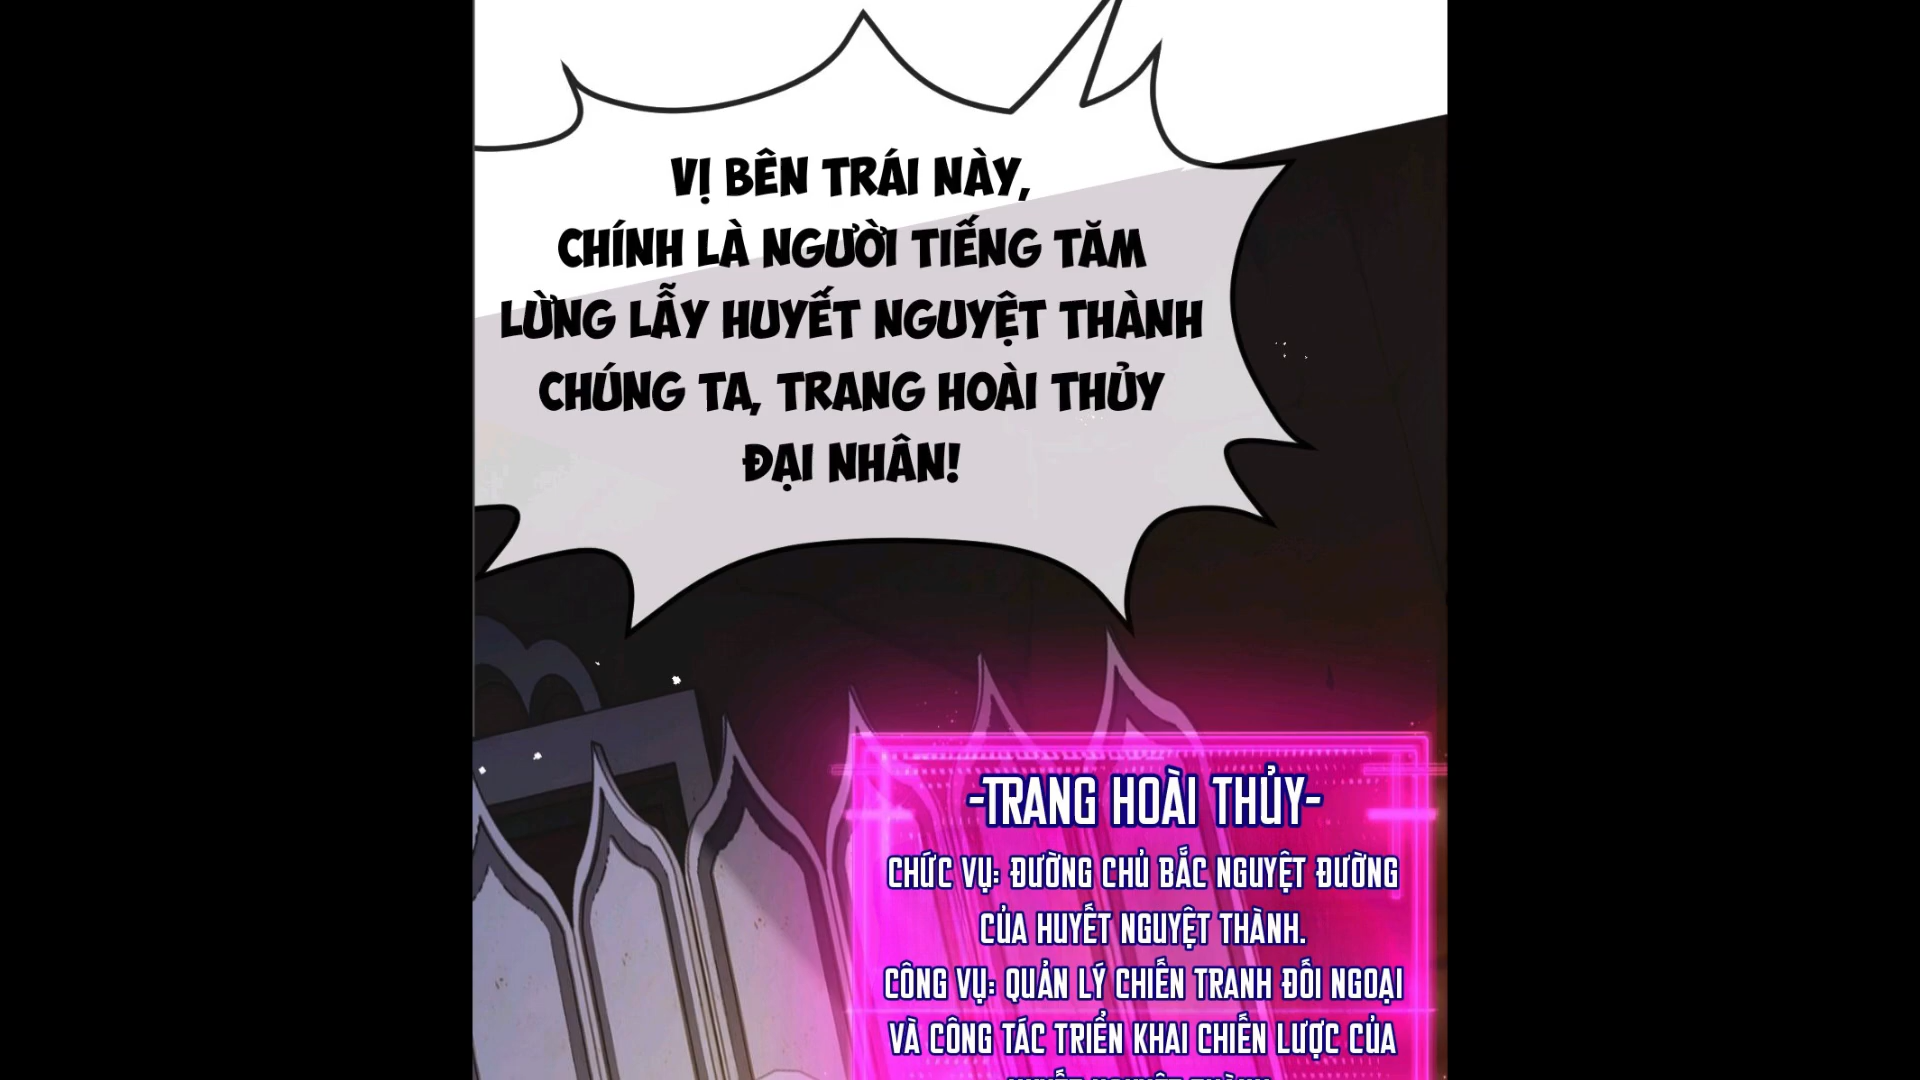 VỊ BÊN TRÁI NÀY,
CHÍNH LÀ NGƯỜI TIẾNG TĂM
LỪNG LẪY HUYẾT NGUYỆT THÀNH
CHÚNG TA, TRANG HOÀI THỦY
ĐẠI NHÂN!
-TRANG HOÀI THỦY-
CHỨC VỤ: ĐƯỜNG CHỦ BẮC NGUYỆT ĐƯỜNG
CỦA HUYẾT NGUYỆT THÀNH.
CÔNG VỤ: QUẢN LÝ CHIẾN TRANH ĐỐI NGOẠI
VÀ CÔNG TÁC TRIỂN KHAI CHIẾN LƯỢC CỦA